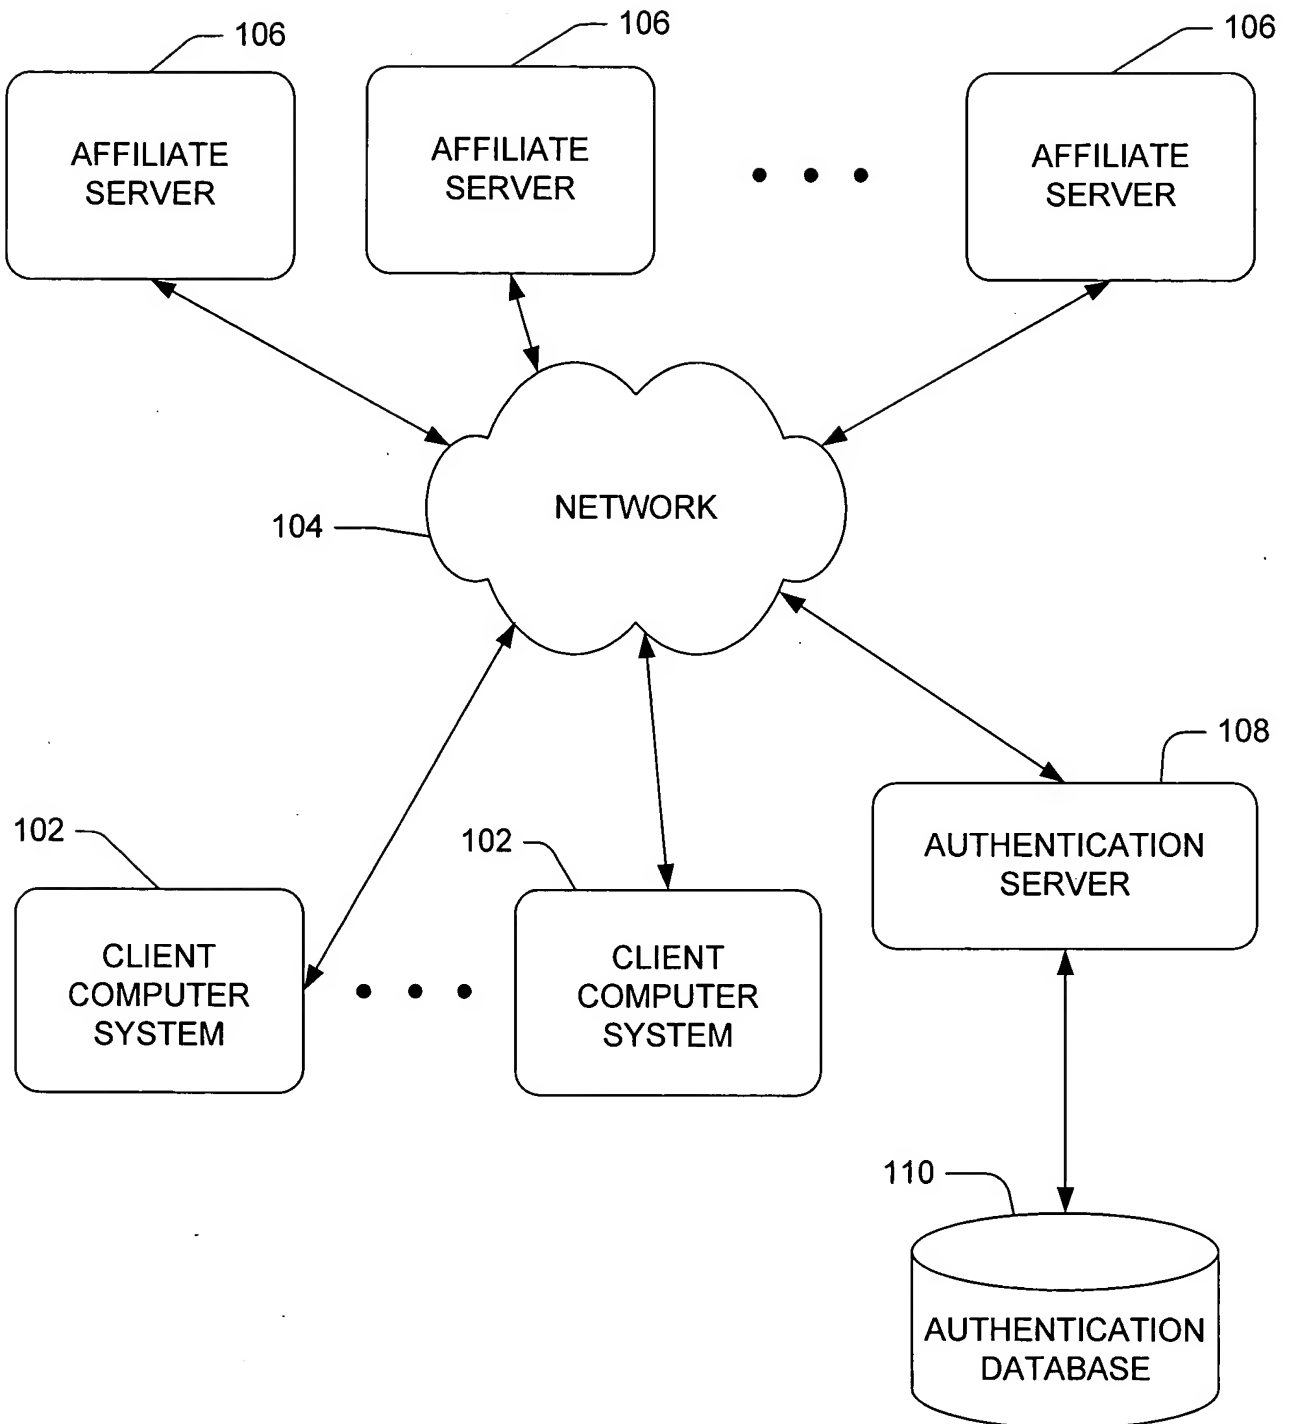 106
106
106
AFFILIATE
SERVER
AFFILIATE
SERVER
AFFILIATE
SERVER
NETWORK
104
108
102
102
AUTHENTICATION
SERVER
CLIENT
COMPUTER
SYSTEM
CLIENT
COMPUTER
SYSTEM
110
AUTHENTICATION
DATABASE